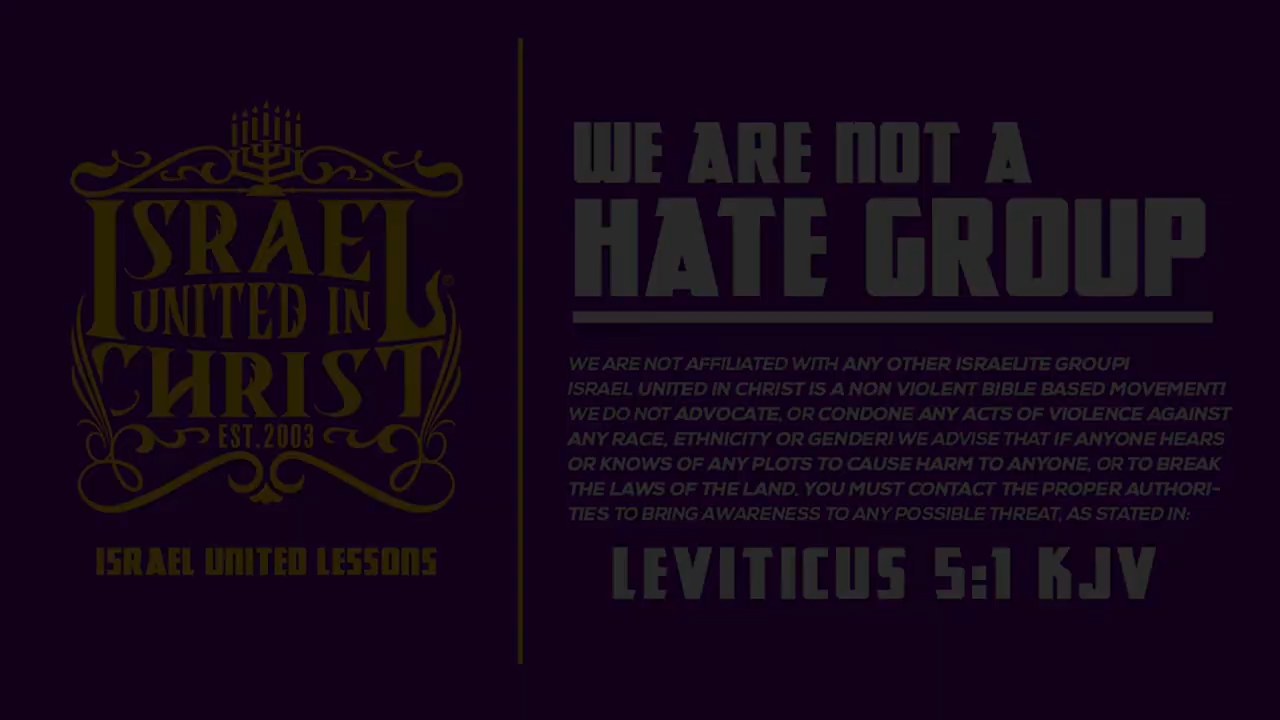 ISRAEL
UNITED IN
CHRIST
EST.2003
ISRAEL UNITED LESSONS
WE ARE NOT A
HATE GROUP
WE ARE NOT AFFILIATED WITH ANY OTHER ISRAELITE GROUP!
ISRAEL UNITED IN CHRIST IS A NON VIOLENT BIBLE BASED MOVEMENT!
WE DO NOT ADVOCATE, OR CONDONE ANY ACTS OF VIOLENCE AGAINST
ANY RACE, ETHNICITY OR GENDER! WE ADVISE THAT IF ANYONE HEARS
OR KNOWS OF ANY PLOTS TO CAUSE HARM TO ANYONE, OR TO BREAK
THE LAWS OF THE LAND. YOU MUST CONTACT THE PROPER AUTHORI-
TIES TO BRING AWARENESS TO ANY POSSIBLE THREAT, AS STATED IN:
LEVITICUS 5:1 KJV